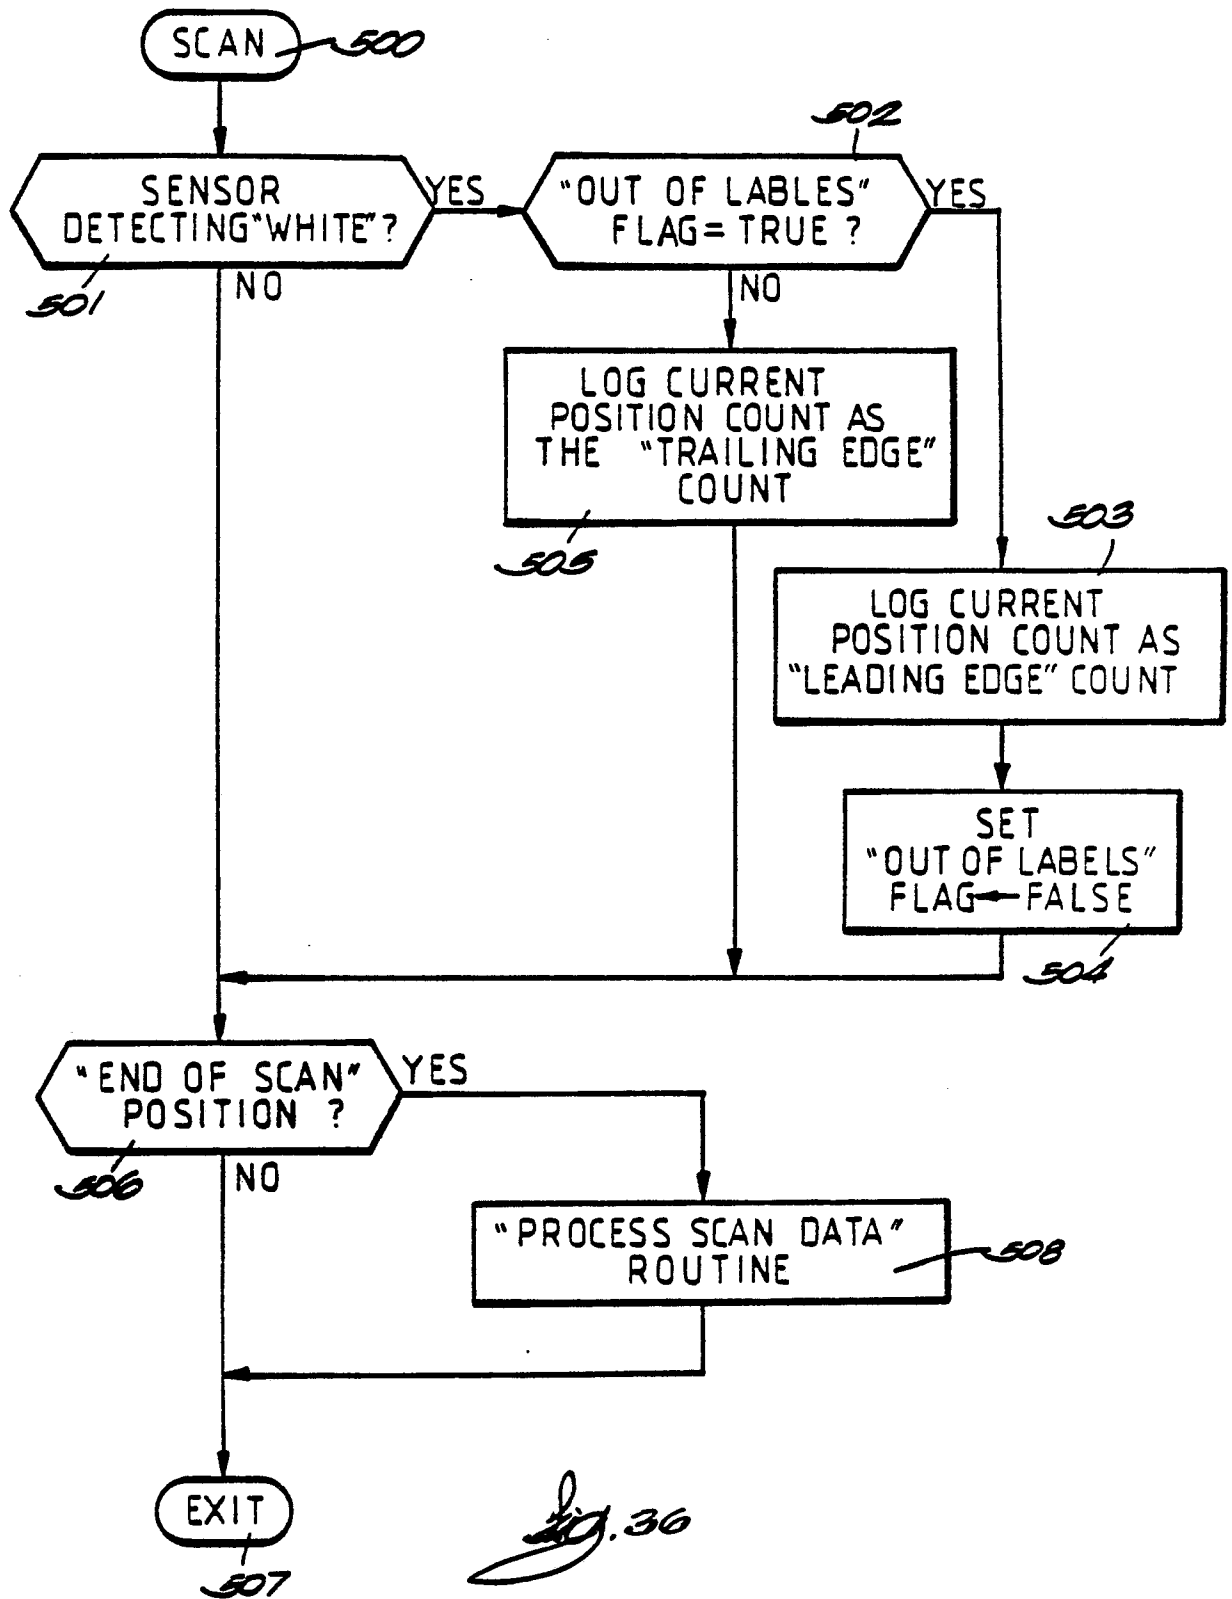 SCAN
500
502
SENSOR
DETECTING "WHITE"?
YES
"OUT OF LABLES"
FLAG = TRUE ?
YES
501
NO
NO
LOG CURRENT
POSITION COUNT AS
THE "TRAILING EDGE"
COUNT
505
503
LOG CURRENT
POSITION COUNT AS
"LEADING EDGE" COUNT
SET
"OUT OF LABELS"
FLAG←FALSE
504
"END OF SCAN"
POSITION ?
YES
506
NO
"PROCESS SCAN DATA"
ROUTINE
508
EXIT
507
Fig. 36